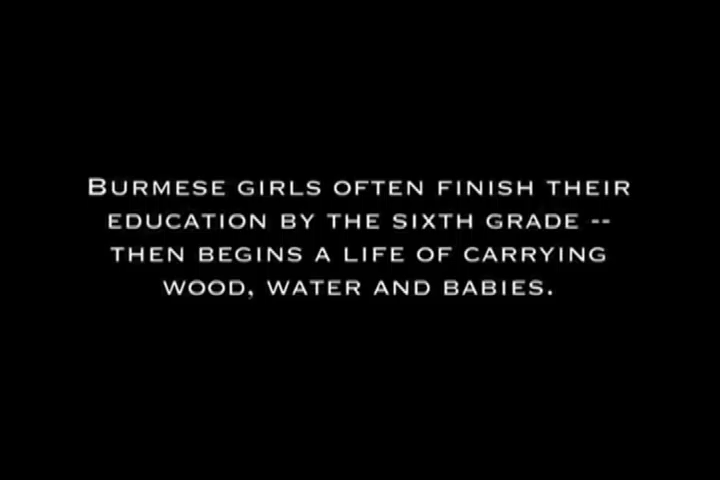 BURMESE GIRLS OFTEN FINISH THEIR
EDUCATION BY THE SIXTH GRADE --
THEN BEGINS A LIFE OF CARRYING
WOOD, WATER AND BABIES.